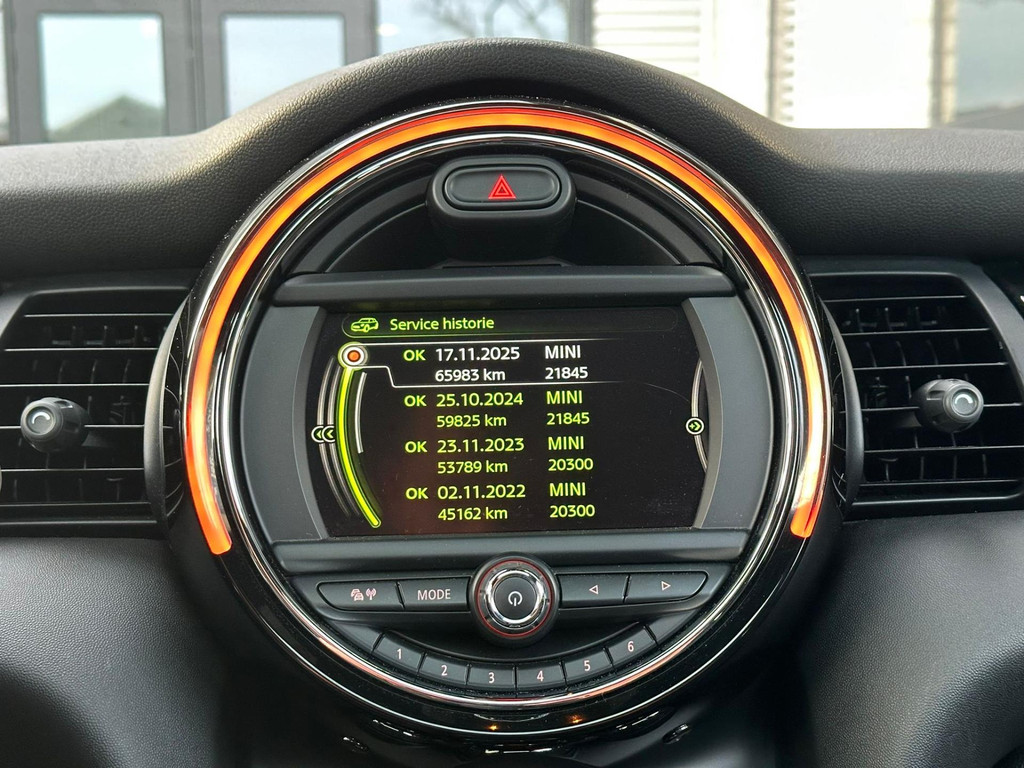 Service historie
OK 17.11.2025 MINI
65983 km 21845
OK 25.10.2024 MINI
59825 km 21845
OK 23.11.2023 MINI
53789 km 20300
OK 02.11.2022 MINI
45162 km 20300
MODE
1 2 3 4 5 6